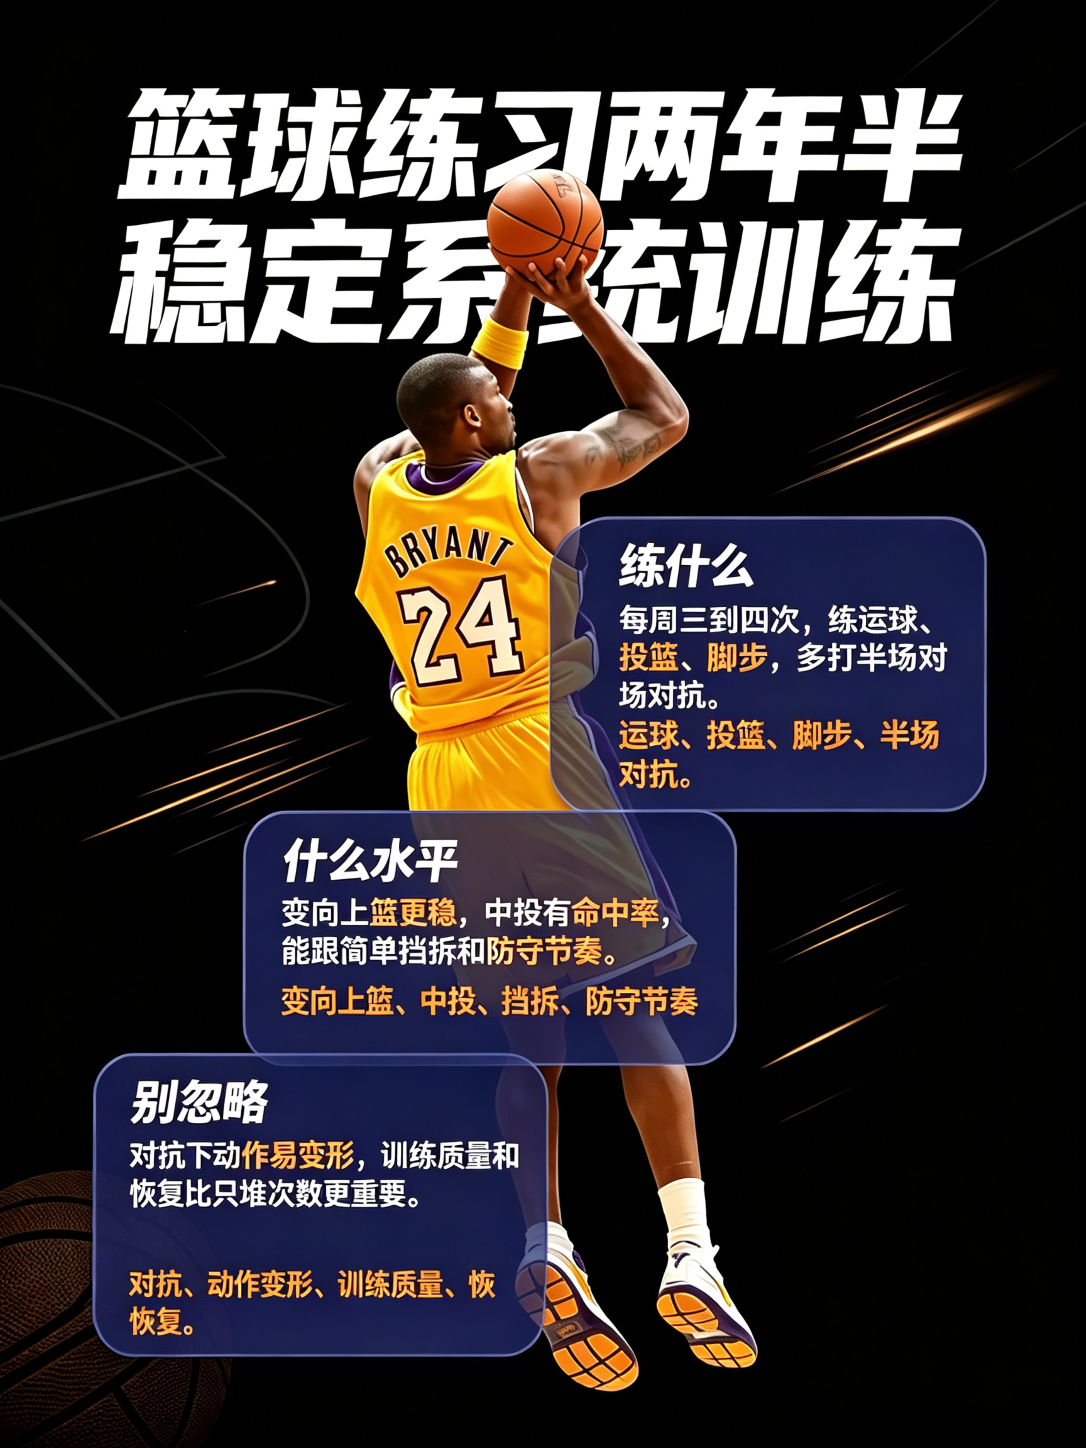 篮球练习两年半
稳定系统训练
BRYANT
24
练什么
每周三到四次，练运球、
投篮、脚步，多打半场对
场对抗。
运球、投篮、脚步、半场
对抗。
什么水平
变向上篮更稳，中投有命中率，
能跟简单挡拆和防守节奏。
变向上篮、中投、挡拆、防守节奏
别忽略
对抗下动作易变形，训练质量和
恢复比只堆次数更重要。
对抗、动作变形、训练质量、恢
恢复。